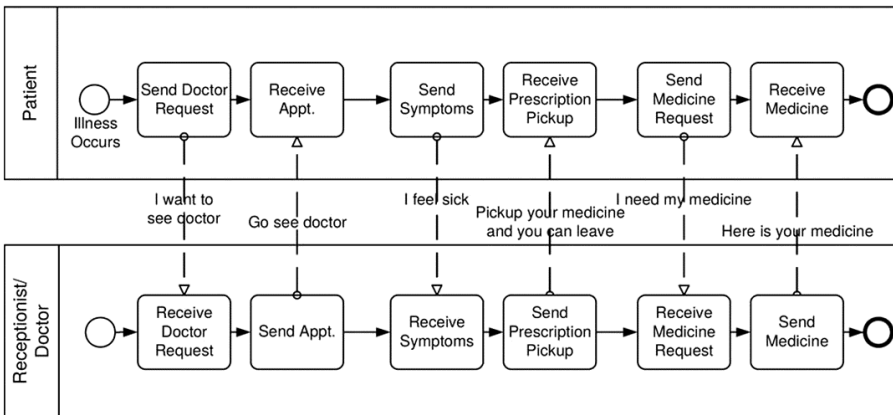 Patient
Illness
Occurs
Send Doctor
Request
Receive
Appt.
Send
Symptoms
Receive
Prescription
Pickup
Send
Medicine
Request
Receive
Medicine
I want to
see doctor
Go see doctor
I feel sick
Pickup your medicine
and you can leave
I need my medicine
Here is your medicine
Receptionist/
Doctor
Receive
Doctor
Request
Send Appt.
Receive
Symptoms
Send
Prescription
Pickup
Receive
Medicine
Request
Send
Medicine